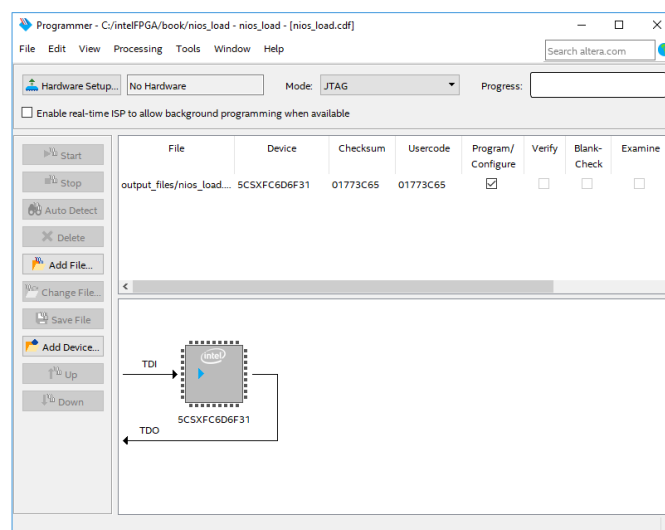 Programmer - C:/intelFPGA/book/nios_load - nios_load - [nios_load.cdf]
File Edit View Processing Tools Window Help
Search altera.com
Hardware Setup... No Hardware Mode: JTAG Progress:
Enable real-time ISP to allow background programming when available
File Device Checksum Usercode Program/ Verify Blank- Examine
Configure Check
output_files/nios_load.... 5CSXFC6D6F31 01773C65 01773C65
Start
Stop
Auto Detect
Delete
Add File...
Change File...
Save File
Add Device...
Up
Down
intel
TDI
5CSXFC6D6F31
TDO